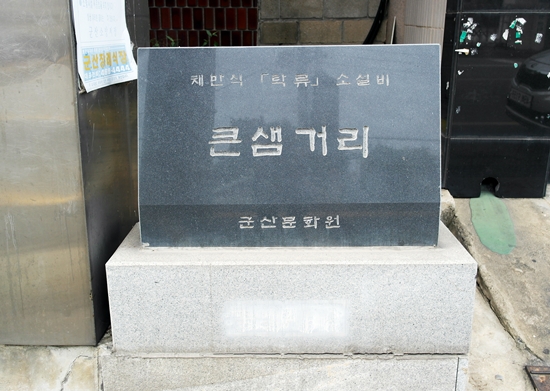 채만식 「탁류」 소설비
큰샘거리
군산문화원